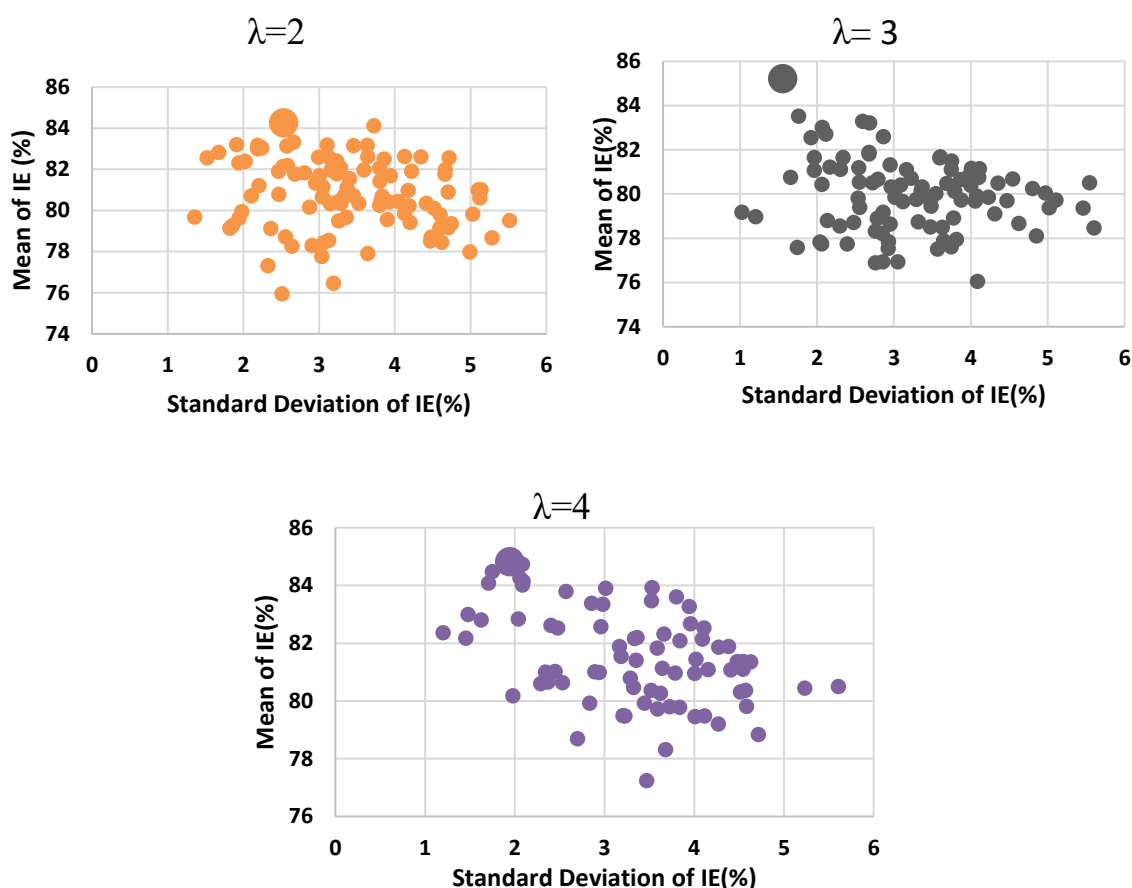 λ=2
Mean of IE (%)
86
84
82
80
78
76
74
0 1 2 3 4 5 6
Standard Deviation of IE(%)
λ= 3
Mean of IE(%)
86
84
82
80
78
76
74
0 1 2 3 4 5 6
Standard Deviation of IE(%)
λ=4
Mean of IE(%)
86
84
82
80
78
76
0 1 2 3 4 5 6
Standard Deviation of IE(%)